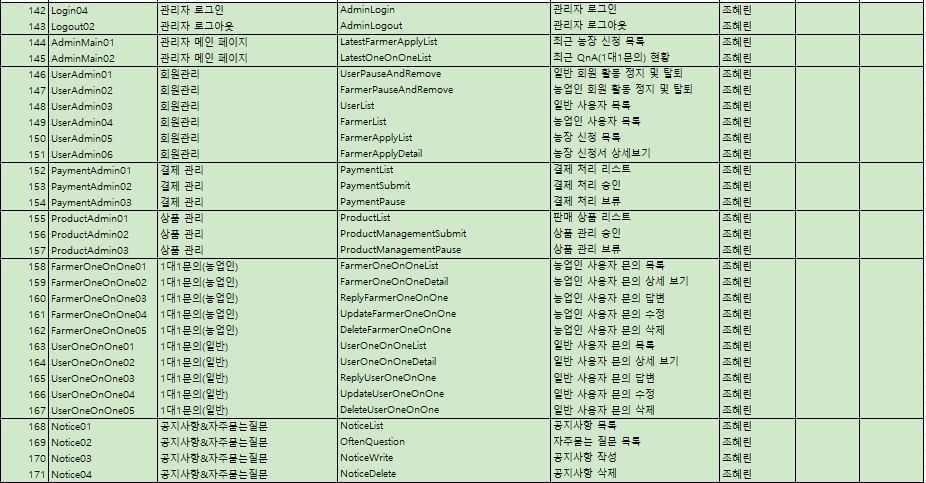 142 Login04 관리자 로그인 AdminLogin 관리자 로그인 조혜린
143 Logout02 관리자 로그아웃 AdminLogout 관리자 로그아웃 조혜린
144 AdminMain01 관리자 메인 페이지 LatestFarmerApplyList 최근 농장 신청 목록 조혜린
145 AdminMain02 관리자 메인 페이지 LatestOneOnOneList 최근 QnA(1대1문의) 현황 조혜린
146 UserAdmin01 회원관리 UserPauseAndRemove 일반 회원 활동 정지 및 탈퇴 조혜린
147 UserAdmin02 회원관리 FarmerPauseAndRemove 농업인 회원 활동 정지 및 탈퇴 조혜린
148 UserAdmin03 회원관리 UserList 일반 사용자 목록 조혜린
149 UserAdmin04 회원관리 FarmerList 농업인 사용자 목록 조혜린
150 UserAdmin05 회원관리 FarmerApplyList 농장 신청 목록 조혜린
151 UserAdmin06 회원관리 FarmerApplyDetail 농장 신청서 상세보기 조혜린
152 PaymentAdmin01 결제 관리 PaymentList 결제 처리 리스트 조혜린
153 PaymentAdmin02 결제 관리 PaymentSubmit 결제 처리 승인 조혜린
154 PaymentAdmin03 결제 관리 PaymentPause 결제 처리 보류 조혜린
155 ProductAdmin01 상품 관리 ProductList 판매 상품 리스트 조혜린
156 ProductAdmin02 상품 관리 ProductManagementSubmit 상품 관리 승인 조혜린
157 ProductAdmin03 상품 관리 ProductManagementPause 상품 관리 보류 조혜린
158 FarmerOneOnOne01 1대1문의(농업인) FarmerOneOnOneList 농업인 사용자 문의 목록 조혜린
159 FarmerOneOnOne02 1대1문의(농업인) FarmerOneOnOneDetail 농업인 사용자 문의 상세 보기 조혜린
160 FarmerOneOnOne03 1대1문의(농업인) ReplyFarmerOneOnOne 농업인 사용자 문의 답변 조혜린
161 FarmerOneOnOne04 1대1문의(농업인) UpdateFarmerOneOnOne 농업인 사용자 문의 수정 조혜린
162 FarmerOneOnOne05 1대1문의(농업인) DeleteFarmerOneOnOne 농업인 사용자 문의 삭제 조혜린
163 UserOneOnOne01 1대1문의(일반) UserOneOnOneList 일반 사용자 문의 목록 조혜린
164 UserOneOnOne02 1대1문의(일반) UserOneOnOneDetail 일반 사용자 문의 상세 보기 조혜린
165 UserOneOnOne03 1대1문의(일반) ReplyUserOneOnOne 일반 사용자 문의 답변 조혜린
166 UserOneOnOne04 1대1문의(일반) UpdateUserOneOnOne 일반 사용자 문의 수정 조혜린
167 UserOneOnOne05 1대1문의(일반) DeleteUserOneOnOne 일반 사용자 문의 삭제 조혜린
168 Notice01 공지사항&자주묻는질문 NoticeList 공지사항 목록 조혜린
169 Notice02 공지사항&자주묻는질문 OftenQuestion 자주묻는 질문 목록 조혜린
170 Notice03 공지사항&자주묻는질문 NoticeWrite 공지사항 작성 조혜린
171 Notice04 공지사항&자주묻는질문 NoticeDelete 공지사항 삭제 조혜린